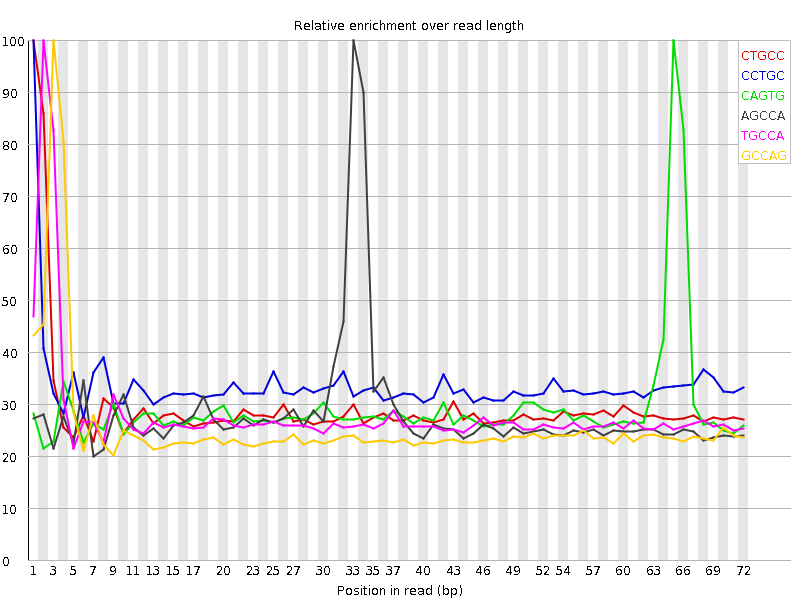 Relative enrichment over read length
100
90
80
70
60
50
40
30
20
10
0
CTGCC
CCTGC
CAGTG
AGCCA
TGCCA
GCCAG
1 3 5 7 9 11 13 15 17 20 23 25 27 30 33 35 37 40 43 46 49 52 54 57 60 63 66 69 72
Position in read (bp)